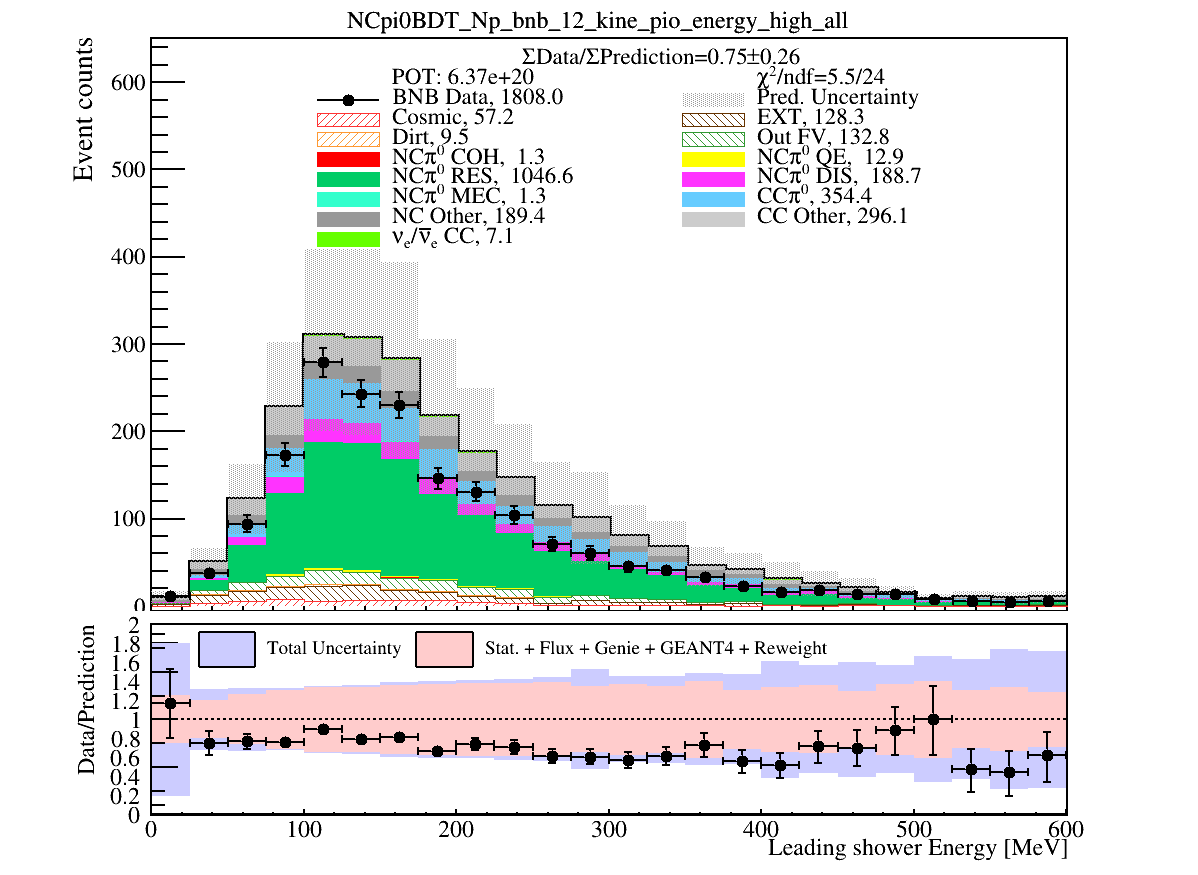 NCpi0BDT_Np_bnb_12_kine_pio_energy_high_all
ΣData/ΣPrediction=0.75±0.26
POT: 6.37e+20
χ²/ndf=5.5/24
BNB Data, 1808.0
Pred. Uncertainty
Cosmic, 57.2
EXT, 128.3
Dirt, 9.5
Out FV, 132.8
NCπ⁰ COH, 1.3
NCπ⁰ QE, 12.9
NCπ⁰ RES, 1046.6
NCπ⁰ DIS, 188.7
NCπ⁰ MEC, 1.3
CCπ⁰, 354.4
NC Other, 189.4
CC Other, 296.1
νₑ/ν̅ₑ CC, 7.1
Event counts
600
500
400
300
200
100
0
Total Uncertainty
Stat. + Flux + Genie + GEANT4 + Reweight
Data/Prediction
2
1.8
1.6
1.4
1.2
1
0.8
0.6
0.4
0.2
0
0 100 200 300 400 500 600
Leading shower Energy [MeV]